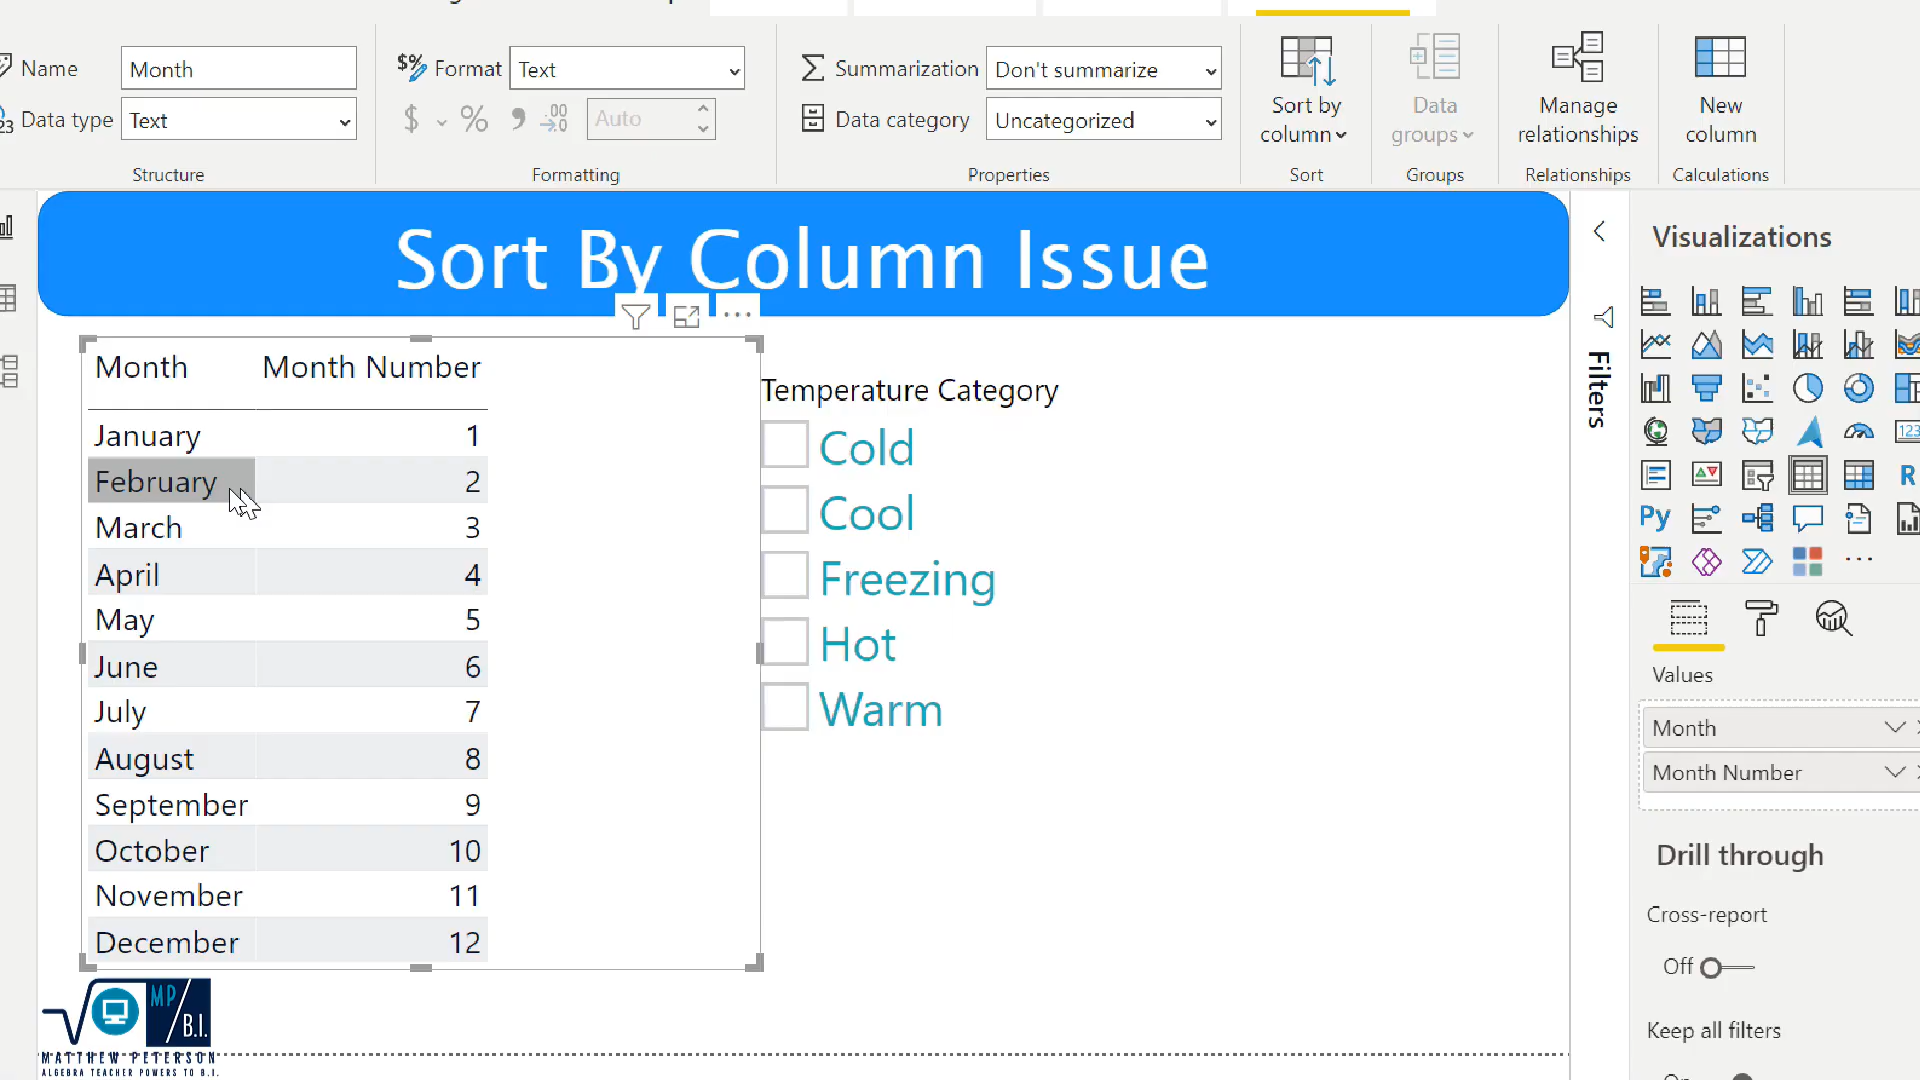 Name
Month
Data type
Text
Structure
Format
Text
$
%
Auto
Formatting
Summarization
Don't summarize
Data category
Uncategorized
Properties
Sort by
column
Sort
Data
groups
Groups
Manage
relationships
Relationships
New
column
Calculations
Sort By Column Issue
Month Month Number
January 1
February 2
March 3
April 4
May 5
June 6
July 7
August 8
September 9
October 10
November 11
December 12
Temperature Category
Cold
Cool
Freezing
Hot
Warm
MP
B.I.
MATTHEW PETERSON
ALGEBRA TEACHER POWERS TO B.I.
Filters
Visualizations
123
R
Py
Values
Month
Month Number
Drill through
Cross-report
Off
Keep all filters